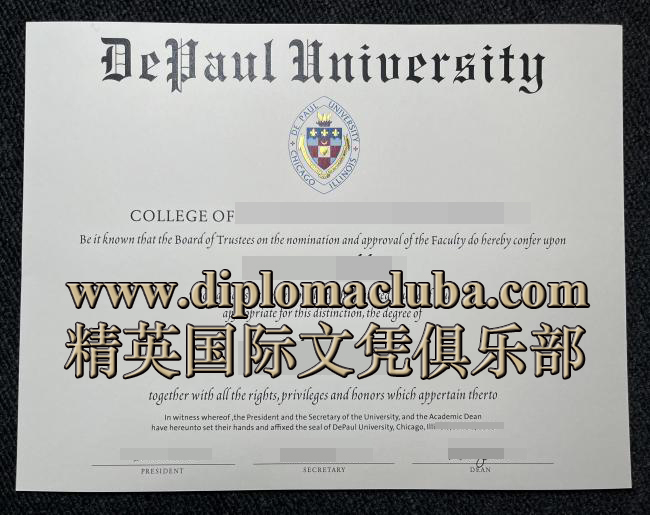 DePaul University
DE PAUL UNIVERSITY
CHICAGO ILLINOIS
COLLEGE OF
Be it known that the Board of Trustees on the nomination and approval of the Faculty do hereby confer upon
www.diplomacluba.com
appropriate for this distinction, the degree of
精英国际文凭俱乐部
together with all the rights, privileges and honors which appertain therto
In witness whereof ,the President and the Secretary of the University, and the Academic Dean
have hereunto set their hands and affixed the seal of DePaul University, Chicago,
PRESIDENT SECRETARY DEAN